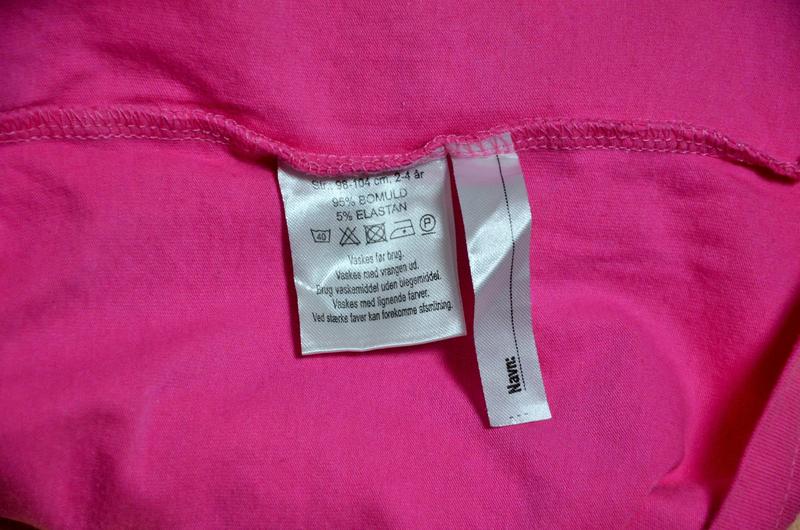 Str.: 98-104 cm, 2-4 år
95% BOMULD
5% ELASTAN
40 P
Vaskes før brug.
Vaskes med vrangen ud.
Brug vaskemiddel uden blegemiddel.
Vaskes med lignende farver.
Ved stærke faver kan forekomme afsmitning.
Navn: